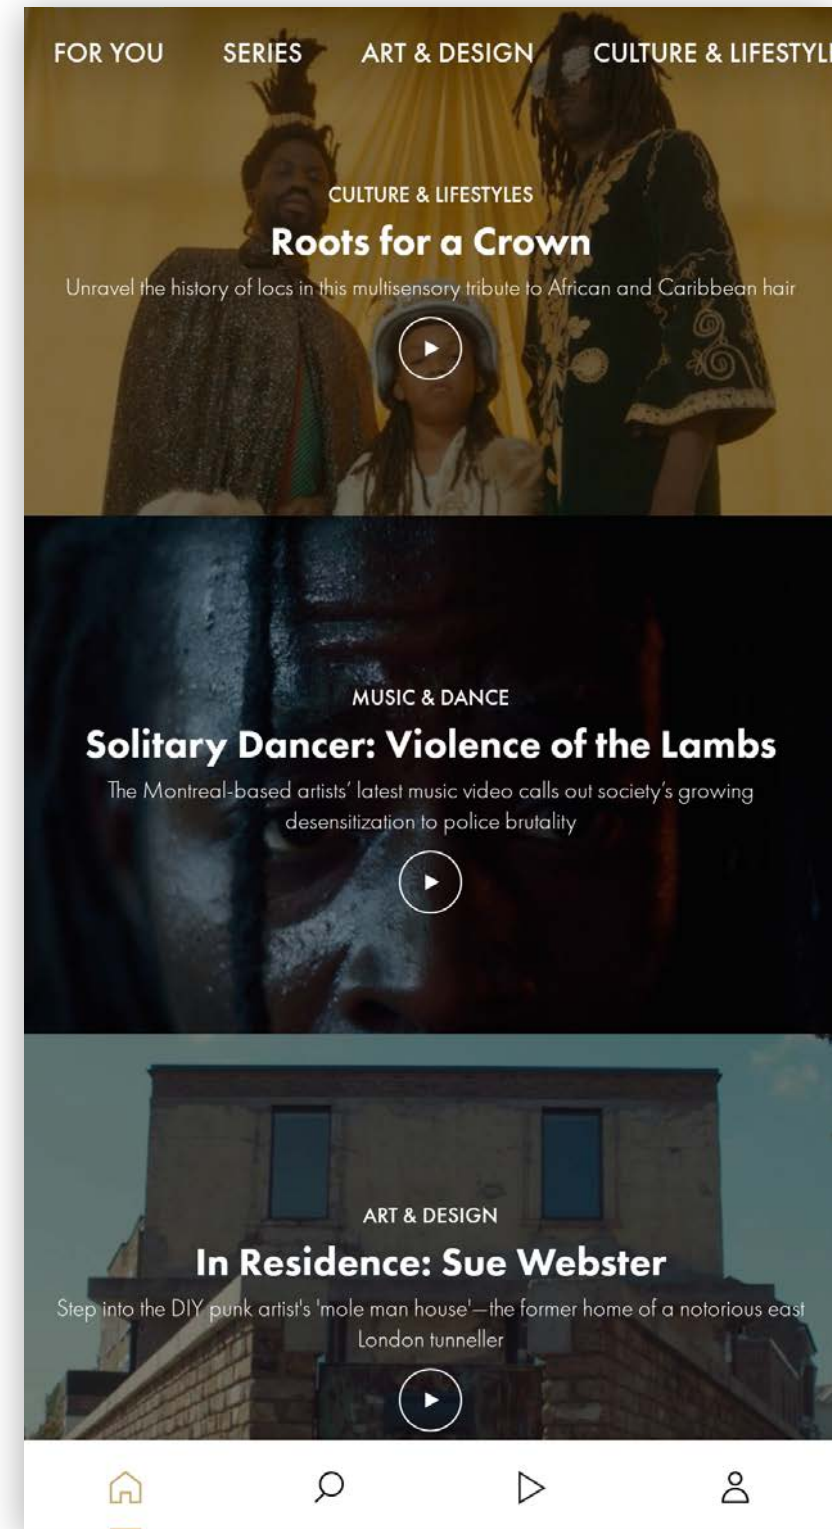 FOR YOU SERIES ART & DESIGN CULTURE & LIFESTYL
CULTURE & LIFESTYLES
Roots for a Crown
Unravel the history of locs in this multisensory tribute to African and Caribbean hair
MUSIC & DANCE
Solitary Dancer: Violence of the Lambs
The Montreal-based artists’ latest music video calls out society’s growing
desensitization to police brutality
ART & DESIGN
In Residence: Sue Webster
Step into the DIY punk artist's 'mole man house'—the former home of a notorious east
London tunneller